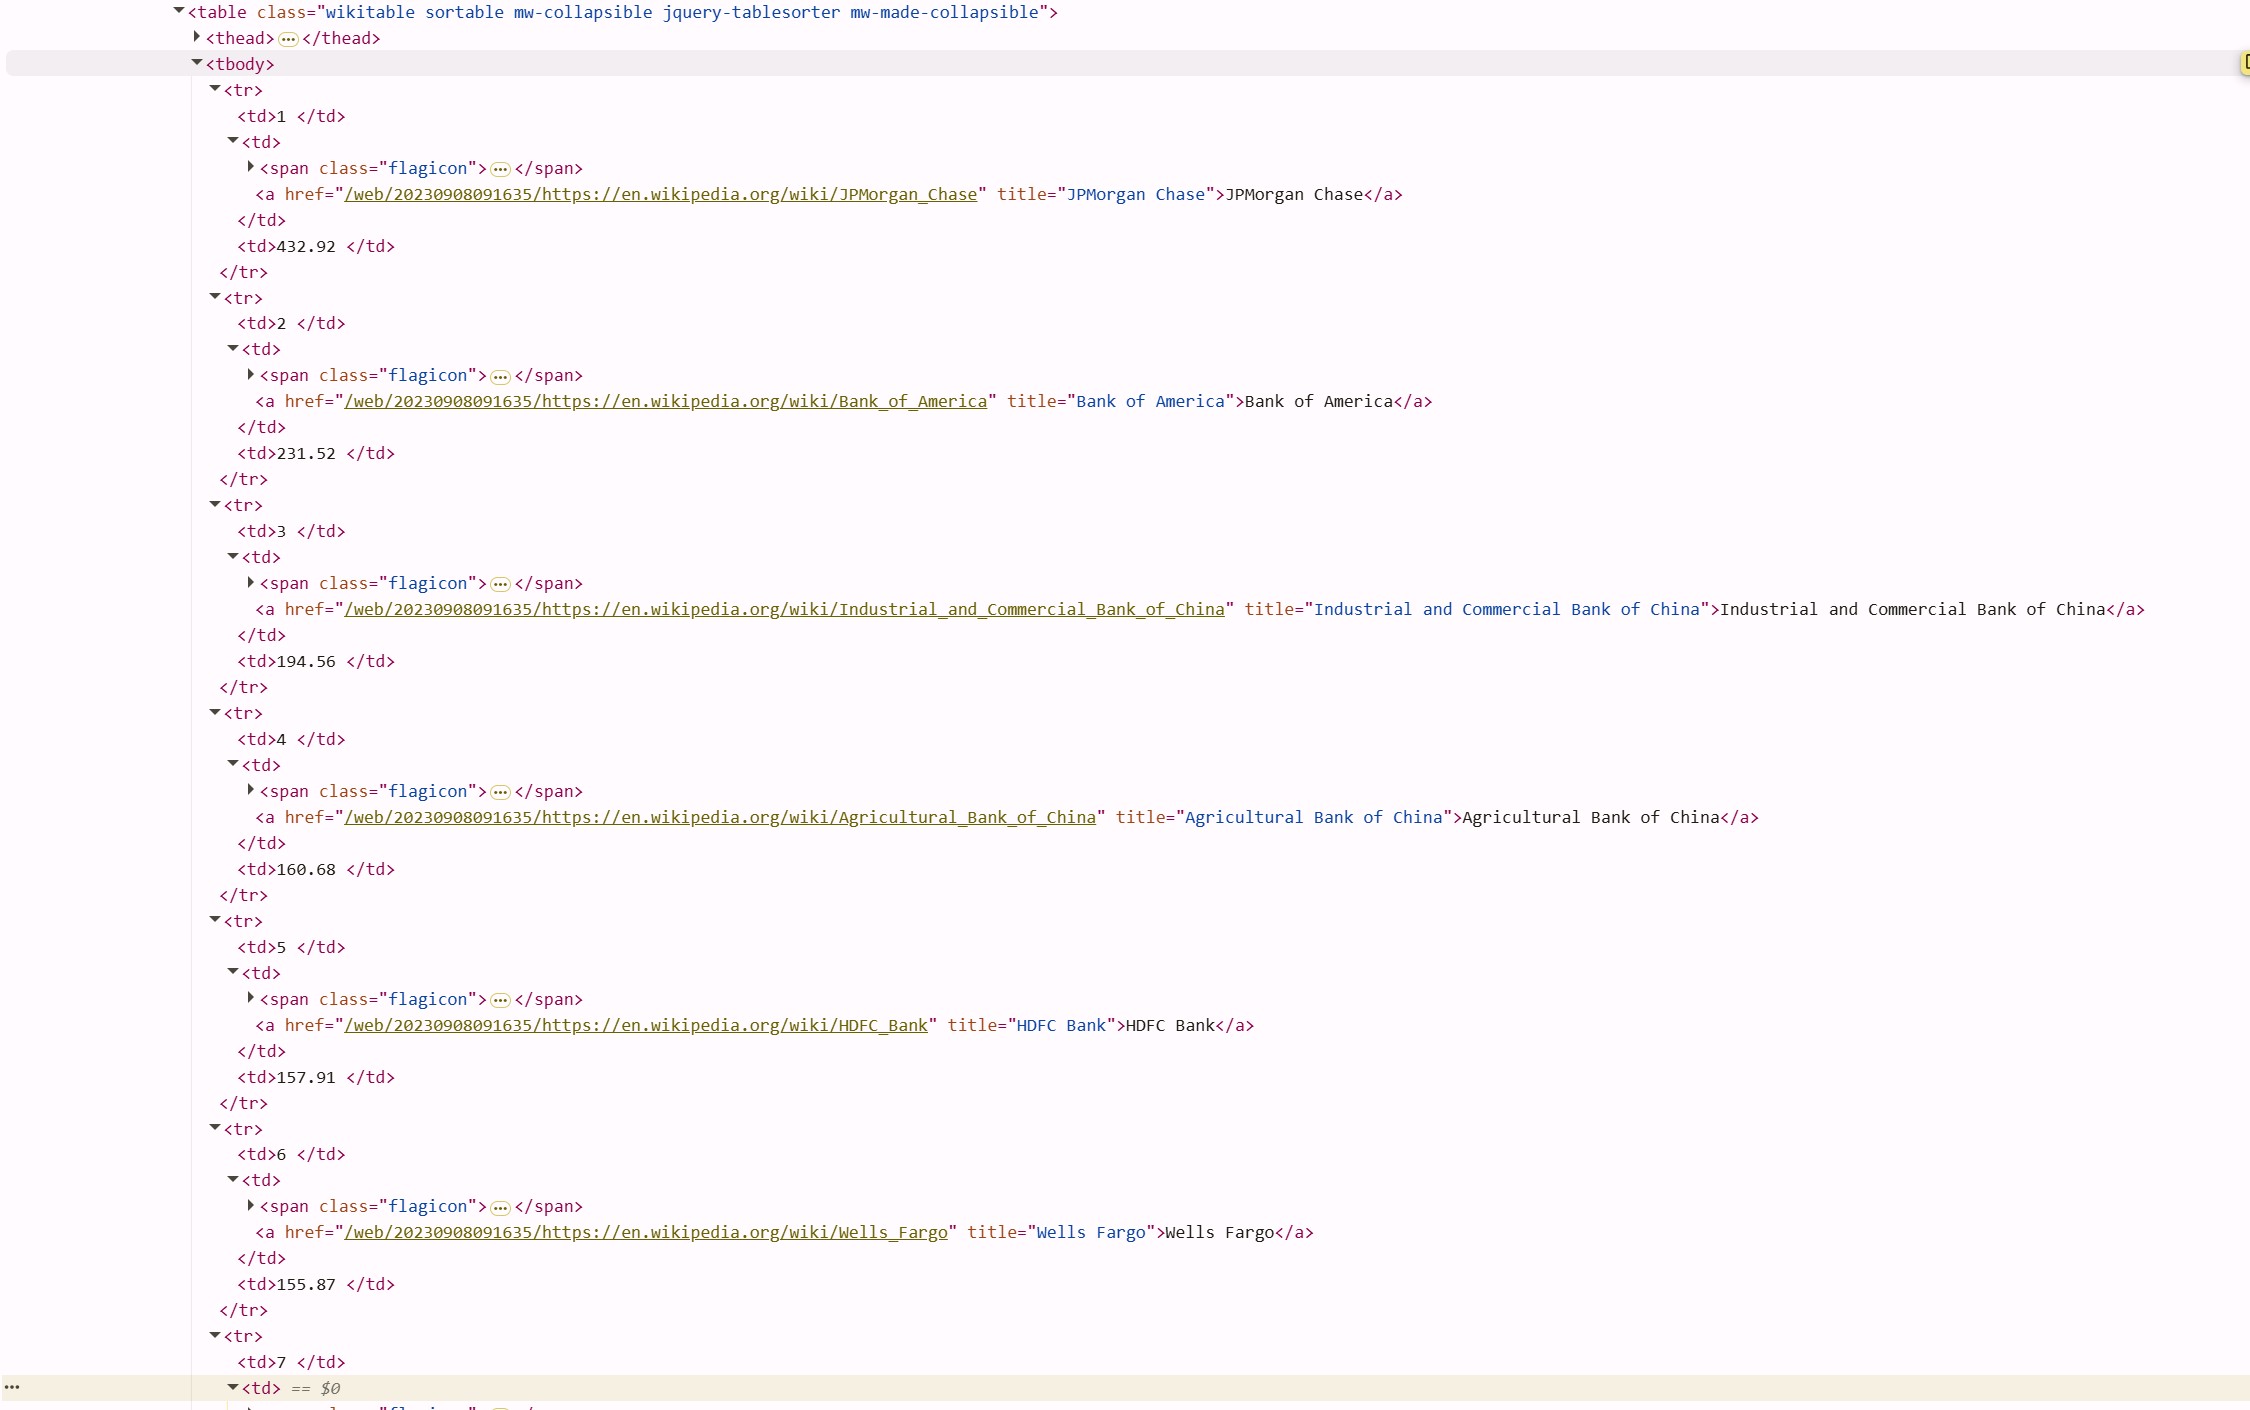 <table class="wikitable sortable mw-collapsible jquery-tablesorter mw-made-collapsible">
<thead> ••• </thead>
<tbody>
<tr>
<td>1 </td>
<td>
<span class="flagicon"> ••• </span>
<a href="/web/20230908091635/https://en.wikipedia.org/wiki/JPMorgan_Chase" title="JPMorgan Chase">JPMorgan Chase</a>
</td>
<td>432.92 </td>
</tr>
<tr>
<td>2 </td>
<td>
<span class="flagicon"> ••• </span>
<a href="/web/20230908091635/https://en.wikipedia.org/wiki/Bank_of_America" title="Bank of America">Bank of America</a>
</td>
<td>231.52 </td>
</tr>
<tr>
<td>3 </td>
<td>
<span class="flagicon"> ••• </span>
<a href="/web/20230908091635/https://en.wikipedia.org/wiki/Industrial_and_Commercial_Bank_of_China" title="Industrial and Commercial Bank of China">Industrial and Commercial Bank of China</a>
</td>
<td>194.56 </td>
</tr>
<tr>
<td>4 </td>
<td>
<span class="flagicon"> ••• </span>
<a href="/web/20230908091635/https://en.wikipedia.org/wiki/Agricultural_Bank_of_China" title="Agricultural Bank of China">Agricultural Bank of China</a>
</td>
<td>160.68 </td>
</tr>
<tr>
<td>5 </td>
<td>
<span class="flagicon"> ••• </span>
<a href="/web/20230908091635/https://en.wikipedia.org/wiki/HDFC_Bank" title="HDFC Bank">HDFC Bank</a>
</td>
<td>157.91 </td>
</tr>
<tr>
<td>6 </td>
<td>
<span class="flagicon"> ••• </span>
<a href="/web/20230908091635/https://en.wikipedia.org/wiki/Wells_Fargo" title="Wells Fargo">Wells Fargo</a>
</td>
<td>155.87 </td>
</tr>
<tr>
<td>7 </td>
••• <td> == $0